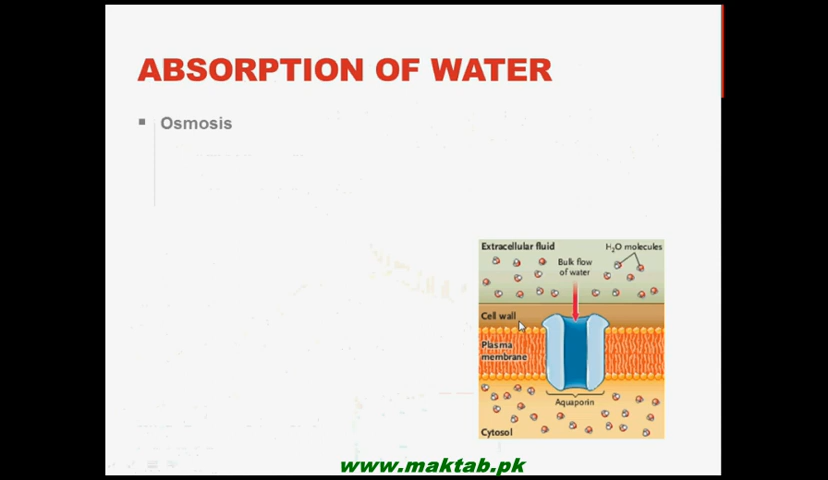 ABSORPTION OF WATER
Osmosis
Extracellular fluid
H₂O molecules
Bulk flow
of water
Cell wall
Plasma
membrane
Aquaporin
Cytosol
www.maktab.pk